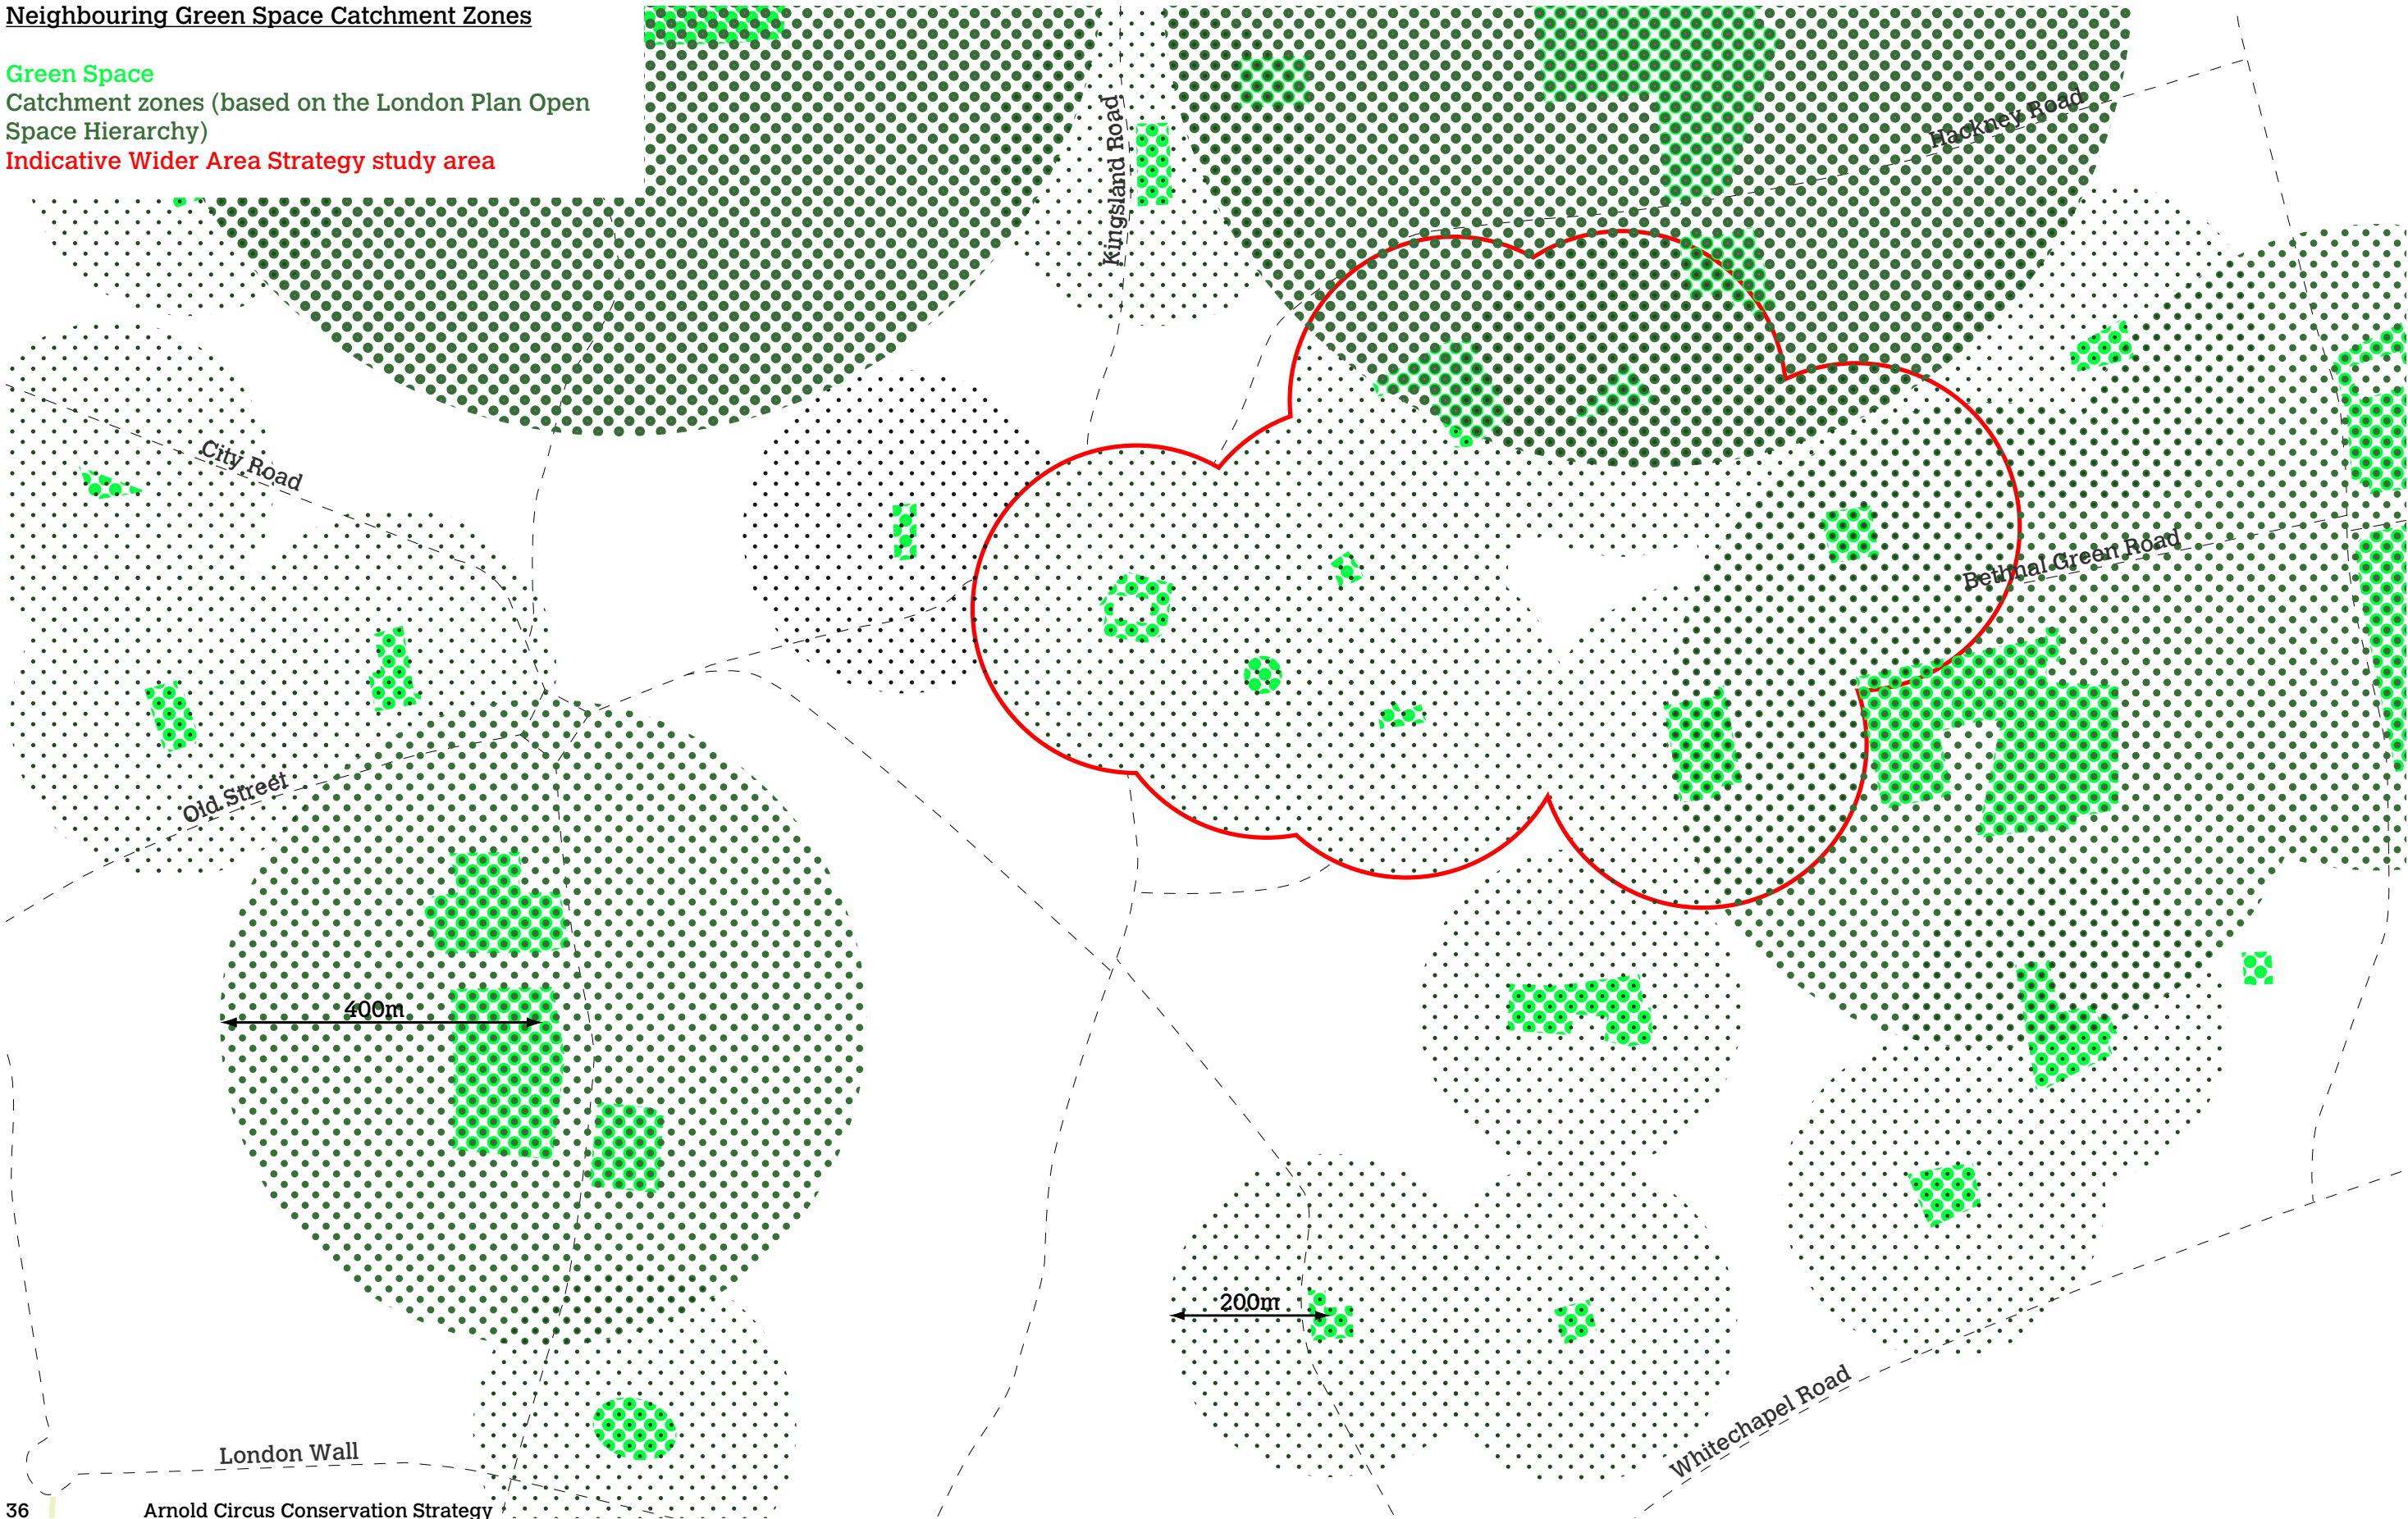 Neighbouring Green Space Catchment Zones
Green Space
Catchment zones (based on the London Plan Open
Space Hierarchy)
Indicative Wider Area Strategy study area
Kingsland Road
Hackney Road
City Road
Bethnal Green Road
Old Street
400m
200m
Whitechapel Road
London Wall
36
Arnold Circus Conservation Strategy